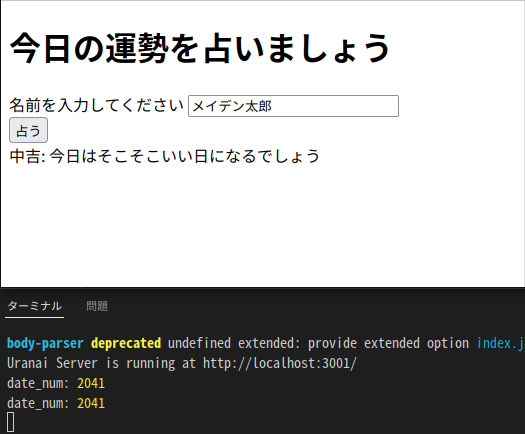 今日の運勢を占いましょう
名前を入力してください メイデン太郎
占う
中吉: 今日はそこそこいい日になるでしょう
ターミナル 問題
body-parser deprecated undefined extended: provide extended option index.j
Uranai Server is running at http://localhost:3001/
date_num: 2041
date_num: 2041